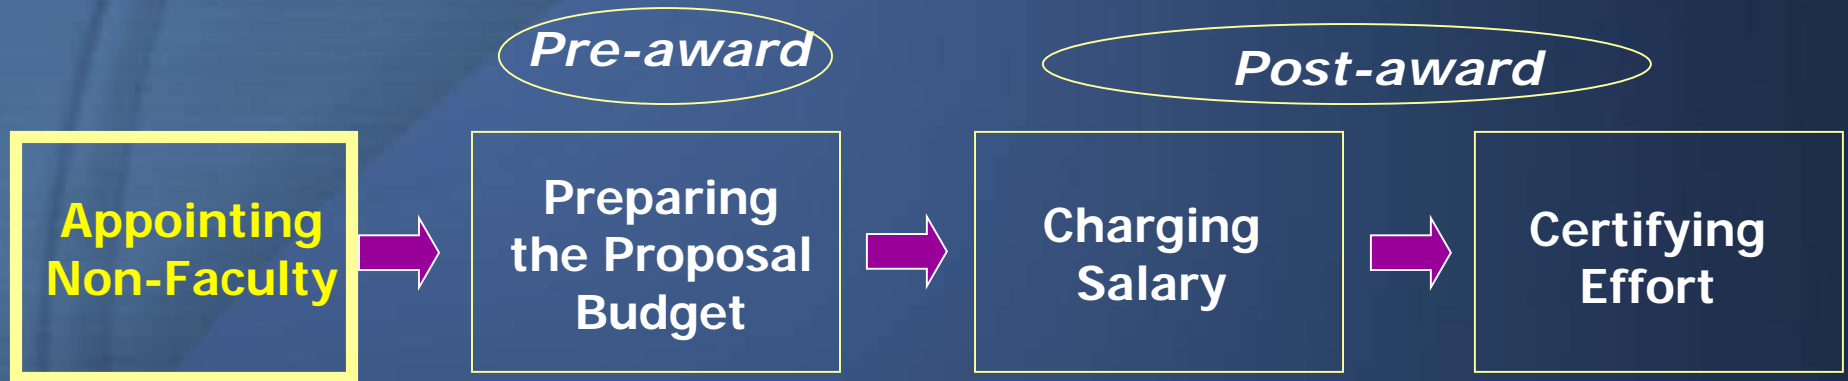 Pre-award
Post-award
Appointing
Non-Faculty
Preparing
the Proposal
Budget
Charging
Salary
Certifying
Effort